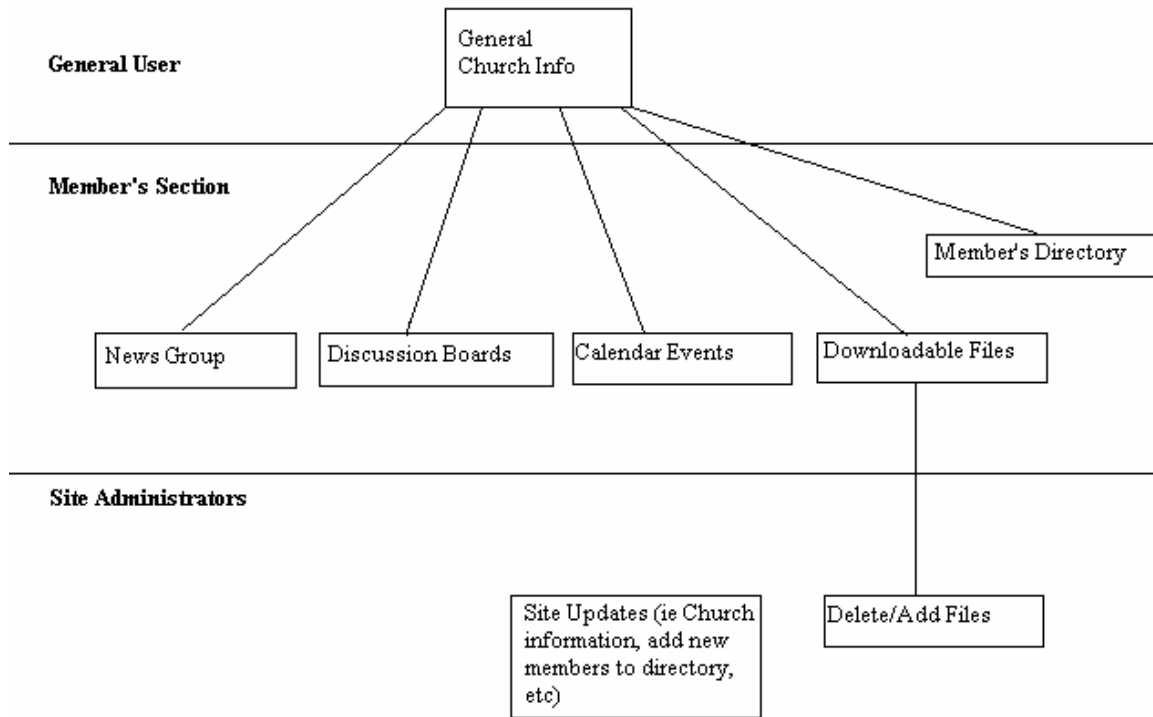 General
Church Info
General User
Member's Section
Member's Directory
News Group
Discussion Boards
Calendar Events
Downloadable Files
Site Administrators
Site Updates (ie Church
information, add new
members to directory,
etc)
Delete/Add Files